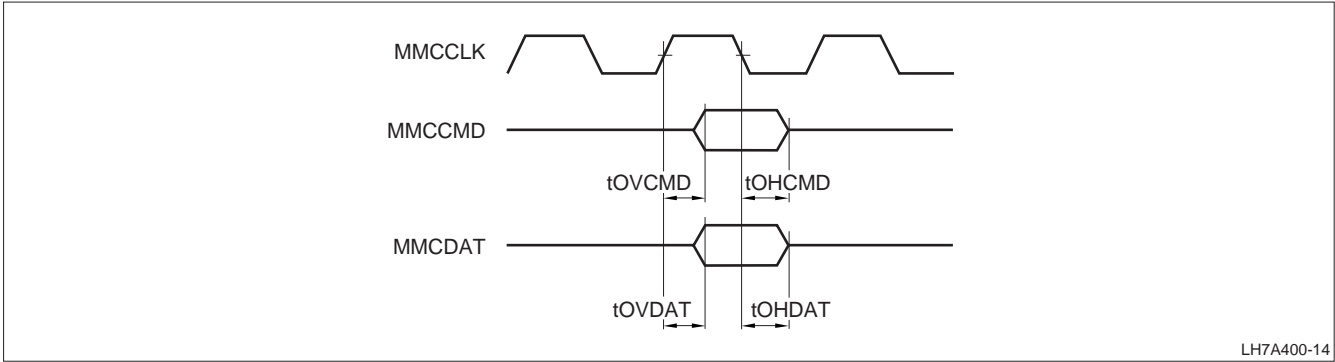 MMCCLK
MMCCMD
tOVCMD tOHCMD
MMCDAT
tOVDAT tOHDAT
LH7A400-14